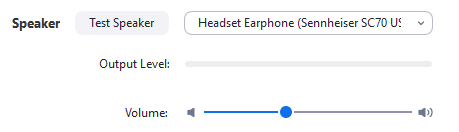 Speaker Test Speaker Headset Earphone (Sennheiser SC70 US
Output Level:
Volume: